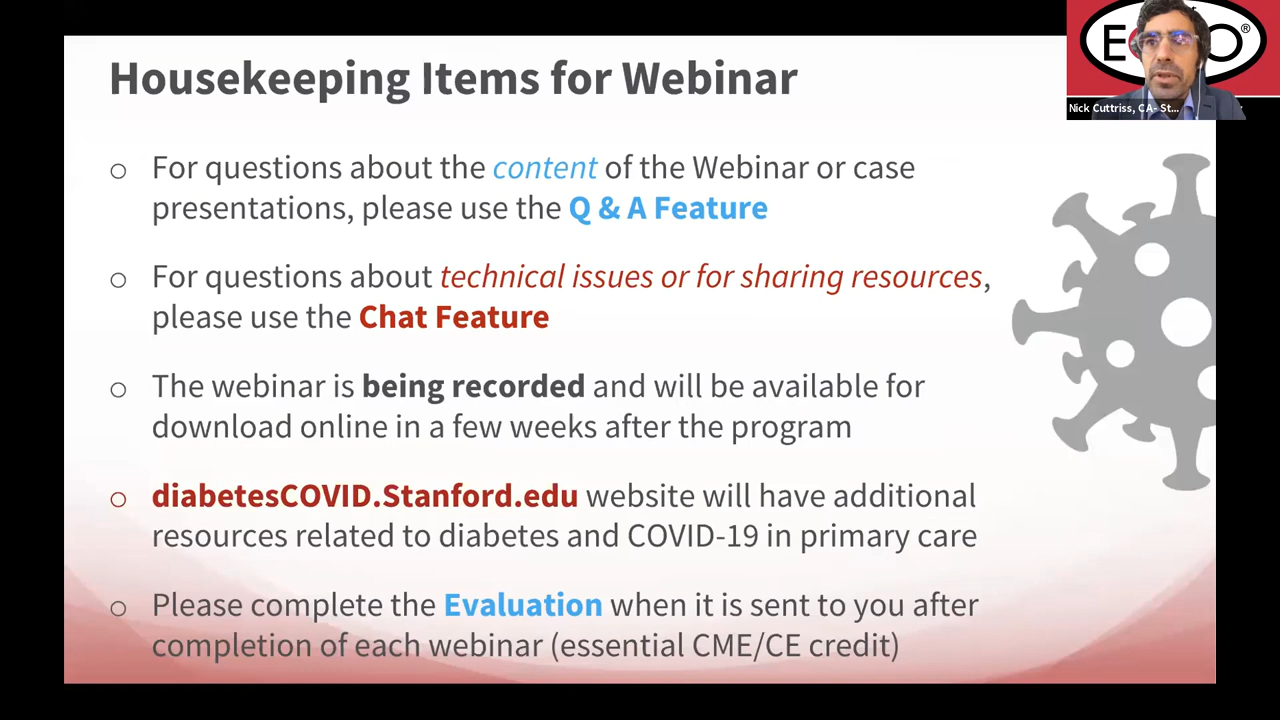 Housekeeping Items for Webinar
E O ®
Nick Cuttriss, CA- St...
o For questions about the content of the Webinar or case
presentations, please use the Q & A Feature
o For questions about technical issues or for sharing resources,
please use the Chat Feature
o The webinar is being recorded and will be available for
download online in a few weeks after the program
o diabetesCOVID.Stanford.edu website will have additional
resources related to diabetes and COVID-19 in primary care
o Please complete the Evaluation when it is sent to you after
completion of each webinar (essential CME/CE credit)